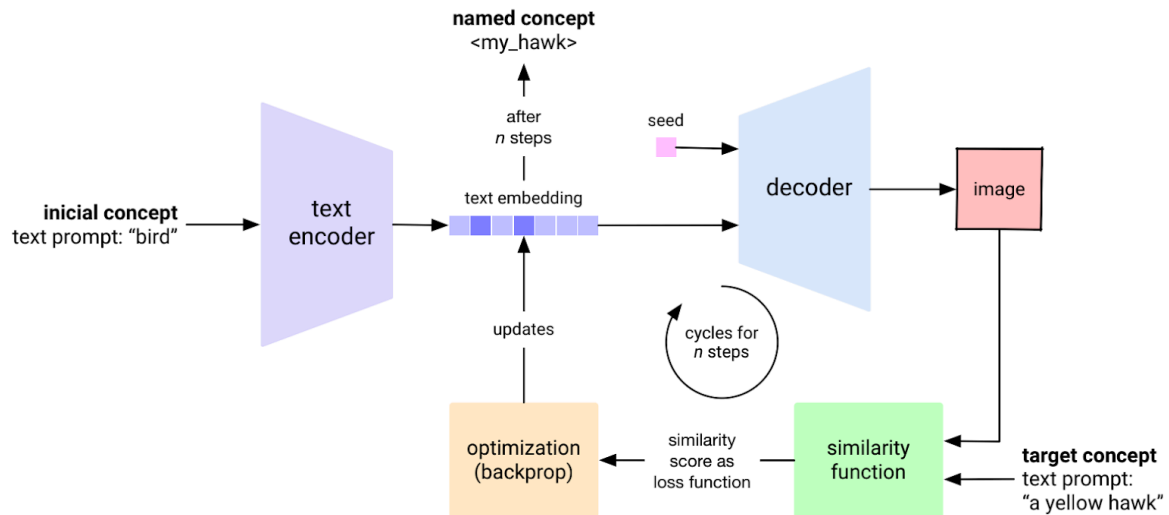 named concept
<my_hawk>
after
n steps
seed
text embedding
inicial concept
text prompt: “bird”
text
encoder
decoder
image
updates
cycles for
n steps
optimization
(backprop)
similarity
score as
loss function
similarity
function
target concept
text prompt:
“a yellow hawk”